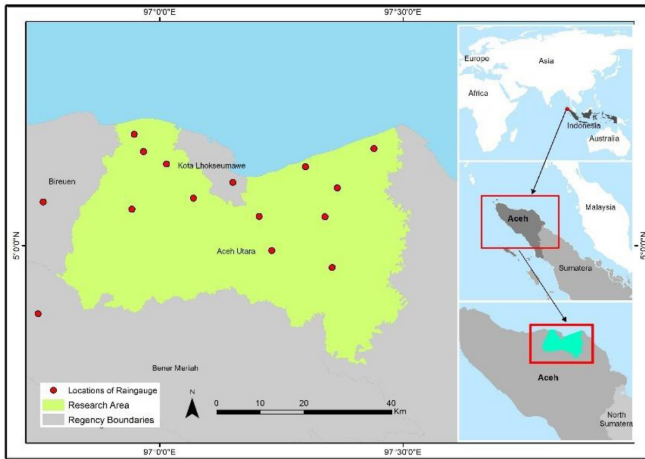 97°0'0"E
97°30'0"E
Kota Lhokseumawe
Bireuen
5°0'0"N
Aceh Utara
Bener Meriah
Locations of Raingauge
Research Area
Regency Boundaries
N
0
10
20
30
40
Km
97°0'0"E
97°30'0"E
Europe
Asia
Africa
Indonesia
Australia
Aceh
Malaysia
Sumatera
5°0'0"N
Aceh
North
Sumatera